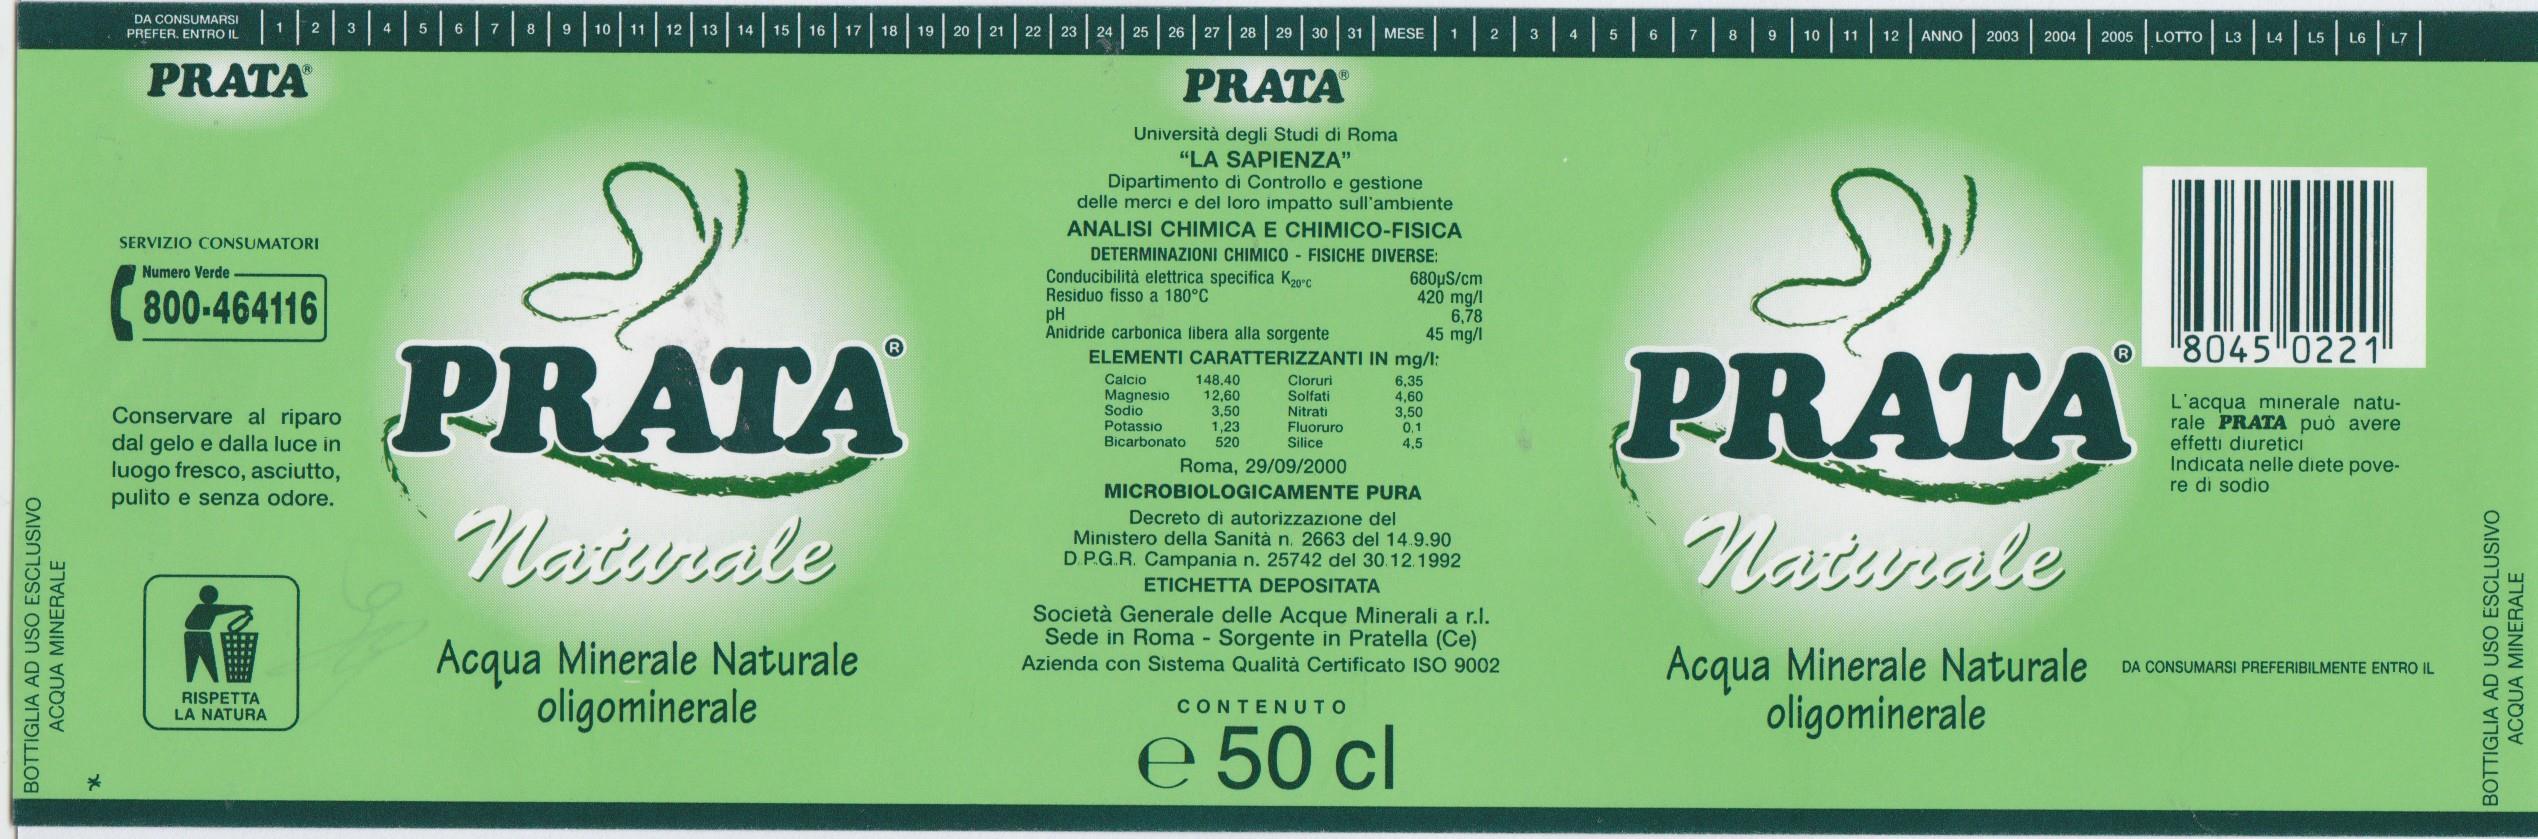 DA CONSUMARSI
PREFER. ENTRO IL
1 2 3 4 5 6 7 8 9 10 11 12 13 14 15 16 17 18 19 20 21 22 23 24 25 26 27 28 29 30 31 MESE 1 2 3 4 5 6 7 8 9 10 11 12 ANNO 2003 2004 2005 LOTTO L3 L4 L5 L6 L7
PRATA®
SERVIZIO CONSUMATORI
Numero Verde
800-464116
Conservare al riparo
dal gelo e dalla luce in
luogo fresco, asciutto,
pulito e senza odore.
RISPETTA
LA NATURA
BOTTIGLIA AD USO ESCLUSIVO
ACQUA MINERALE
PRATA®
Naturale
Acqua Minerale Naturale
oligominerale
PRATA®
Università degli Studi di Roma
"LA SAPIENZA"
Dipartimento di Controllo e gestione
delle merci e del loro impatto sull'ambiente
ANALISI CHIMICA E CHIMICO-FISICA
DETERMINAZIONI CHIMICO - FISICHE DIVERSE:
Conducibilità elettrica specifica K20°C 680µS/cm
Residuo fisso a 180°C 420 mg/l
pH 6,78
Anidride carbonica libera alla sorgente 45 mg/l
ELEMENTI CARATTERIZZANTI IN mg/l:
Calcio 148,40 Cloruri 6,35
Magnesio 12,60 Solfati 4,60
Sodio 3,50 Nitrati 3,50
Potassio 1,23 Fluoruro 0,1
Bicarbonato 520 Silice 4,5
Roma, 29/09/2000
MICROBIOLOGICAMENTE PURA
Decreto di autorizzazione del
Ministero della Sanità n. 2663 del 14.9.90
D.P.G.R. Campania n. 25742 del 30.12.1992
ETICHETTA DEPOSITATA
Società Generale delle Acque Minerali a r.l.
Sede in Roma - Sorgente in Pratella (Ce)
Azienda con Sistema Qualità Certificato ISO 9002
CONTENUTO
℮ 50 cl
PRATA®
Naturale
Acqua Minerale Naturale
oligominerale
8045 0221
L'acqua minerale natu-
rale PRATA può avere
effetti diuretici
Indicata nelle diete pove-
re di sodio
DA CONSUMARSI PREFERIBILMENTE ENTRO IL
BOTTIGLIA AD USO ESCLUSIVO
ACQUA MINERALE